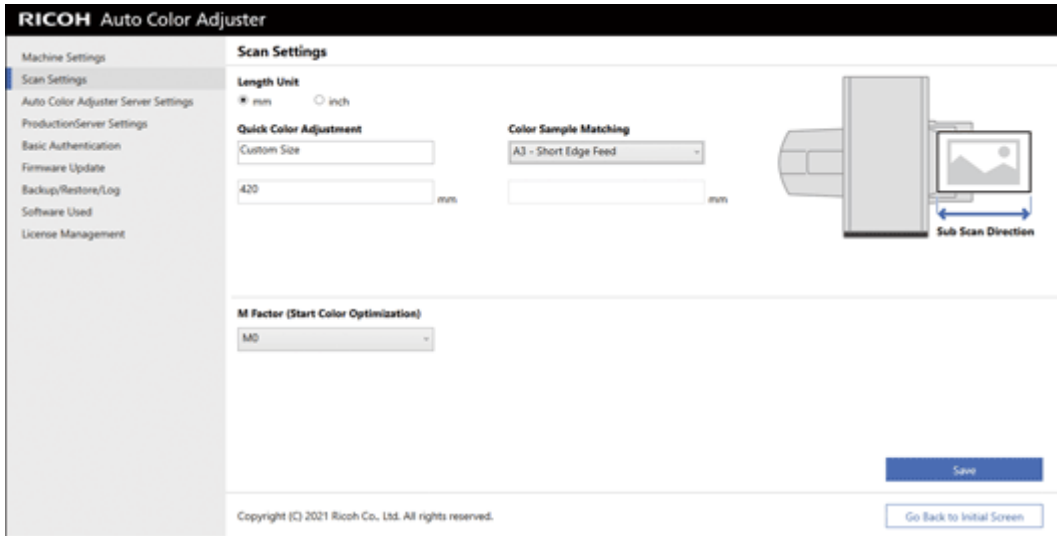 RICOH Auto Color Adjuster
Machine Settings
Scan Settings
Auto Color Adjuster Server Settings
ProductionServer Settings
Basic Authentication
Firmware Update
Backup/Restore/Log
Software Used
License Management
Scan Settings
Length Unit
mm inch
Quick Color Adjustment
Custom Size
420 mm
Color Sample Matching
A3 - Short Edge Feed
mm
Sub Scan Direction
M Factor (Start Color Optimization)
M0
Save
Copyright (C) 2021 Ricoh Co., Ltd. All rights reserved.
Go Back to Initial Screen